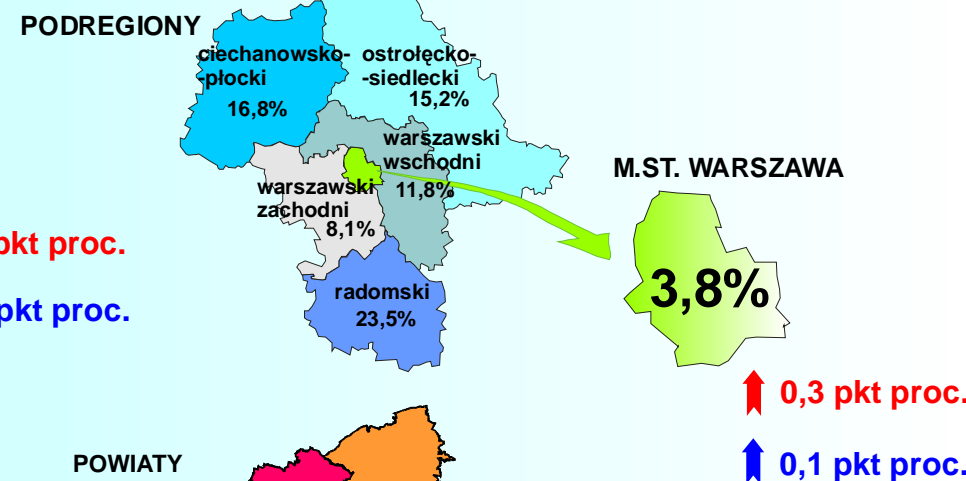 PODREGIONY
ciechanowsko-
-płocki
16,8%
ostrołęcko-
-siedlecki
15,2%
warszawski
wschodni
11,8%
warszawski
zachodni
8,1%
radomski
23,5%
M.ST. WARSZAWA
3,8%
pkt proc.
pkt proc.
0,3 pkt proc.
0,1 pkt proc.
POWIATY